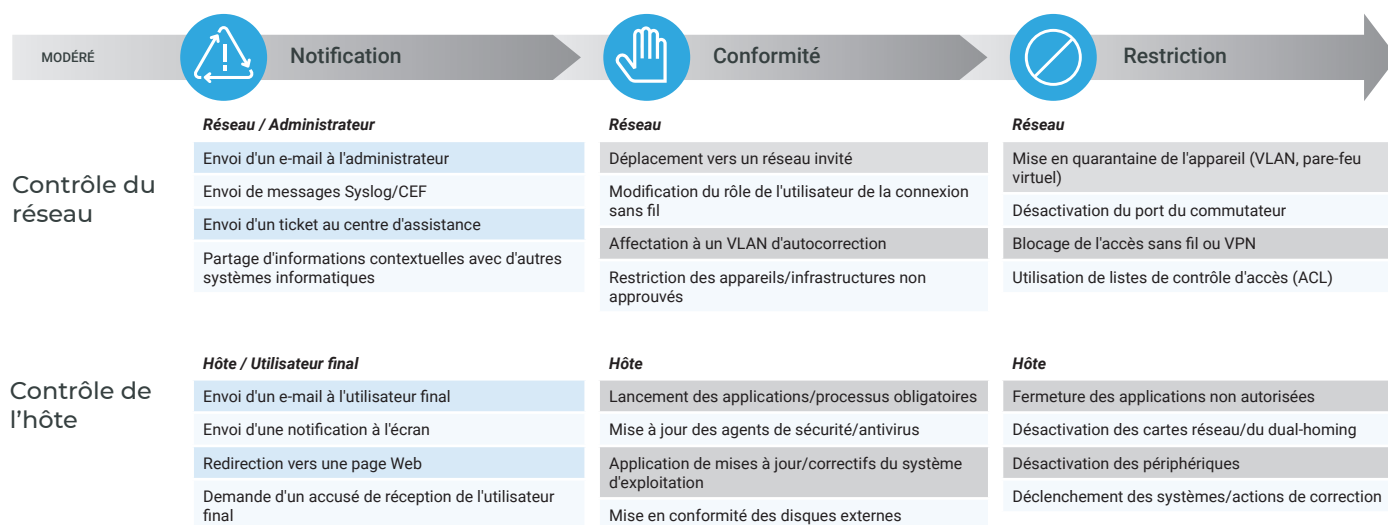 MODÉRÉ
Notification
Conformité
Restriction
Contrôle du
réseau
Réseau / Administrateur
Envoi d'un e-mail à l'administrateur
Envoi de messages Syslog/CEF
Envoi d'un ticket au centre d'assistance
Partage d'informations contextuelles avec d'autres
systèmes informatiques
Réseau
Déplacement vers un réseau invité
Modification du rôle de l'utilisateur de la connexion
sans fil
Affectation à un VLAN d'autocorrection
Restriction des appareils/infrastructures non
approuvés
Réseau
Mise en quarantaine de l'appareil (VLAN, pare-feu
virtuel)
Désactivation du port du commutateur
Blocage de l'accès sans fil ou VPN
Utilisation de listes de contrôle d'accès (ACL)
Contrôle de
l’hôte
Hôte / Utilisateur final
Envoi d'un e-mail à l'utilisateur final
Envoi d'une notification à l'écran
Redirection vers une page Web
Demande d'un accusé de réception de l'utilisateur
final
Hôte
Lancement des applications/processus obligatoires
Mise à jour des agents de sécurité/antivirus
Application de mises à jour/correctifs du système
d'exploitation
Mise en conformité des disques externes
Hôte
Fermeture des applications non autorisées
Désactivation des cartes réseau/du dual-homing
Désactivation des périphériques
Déclenchement des systèmes/actions de correction